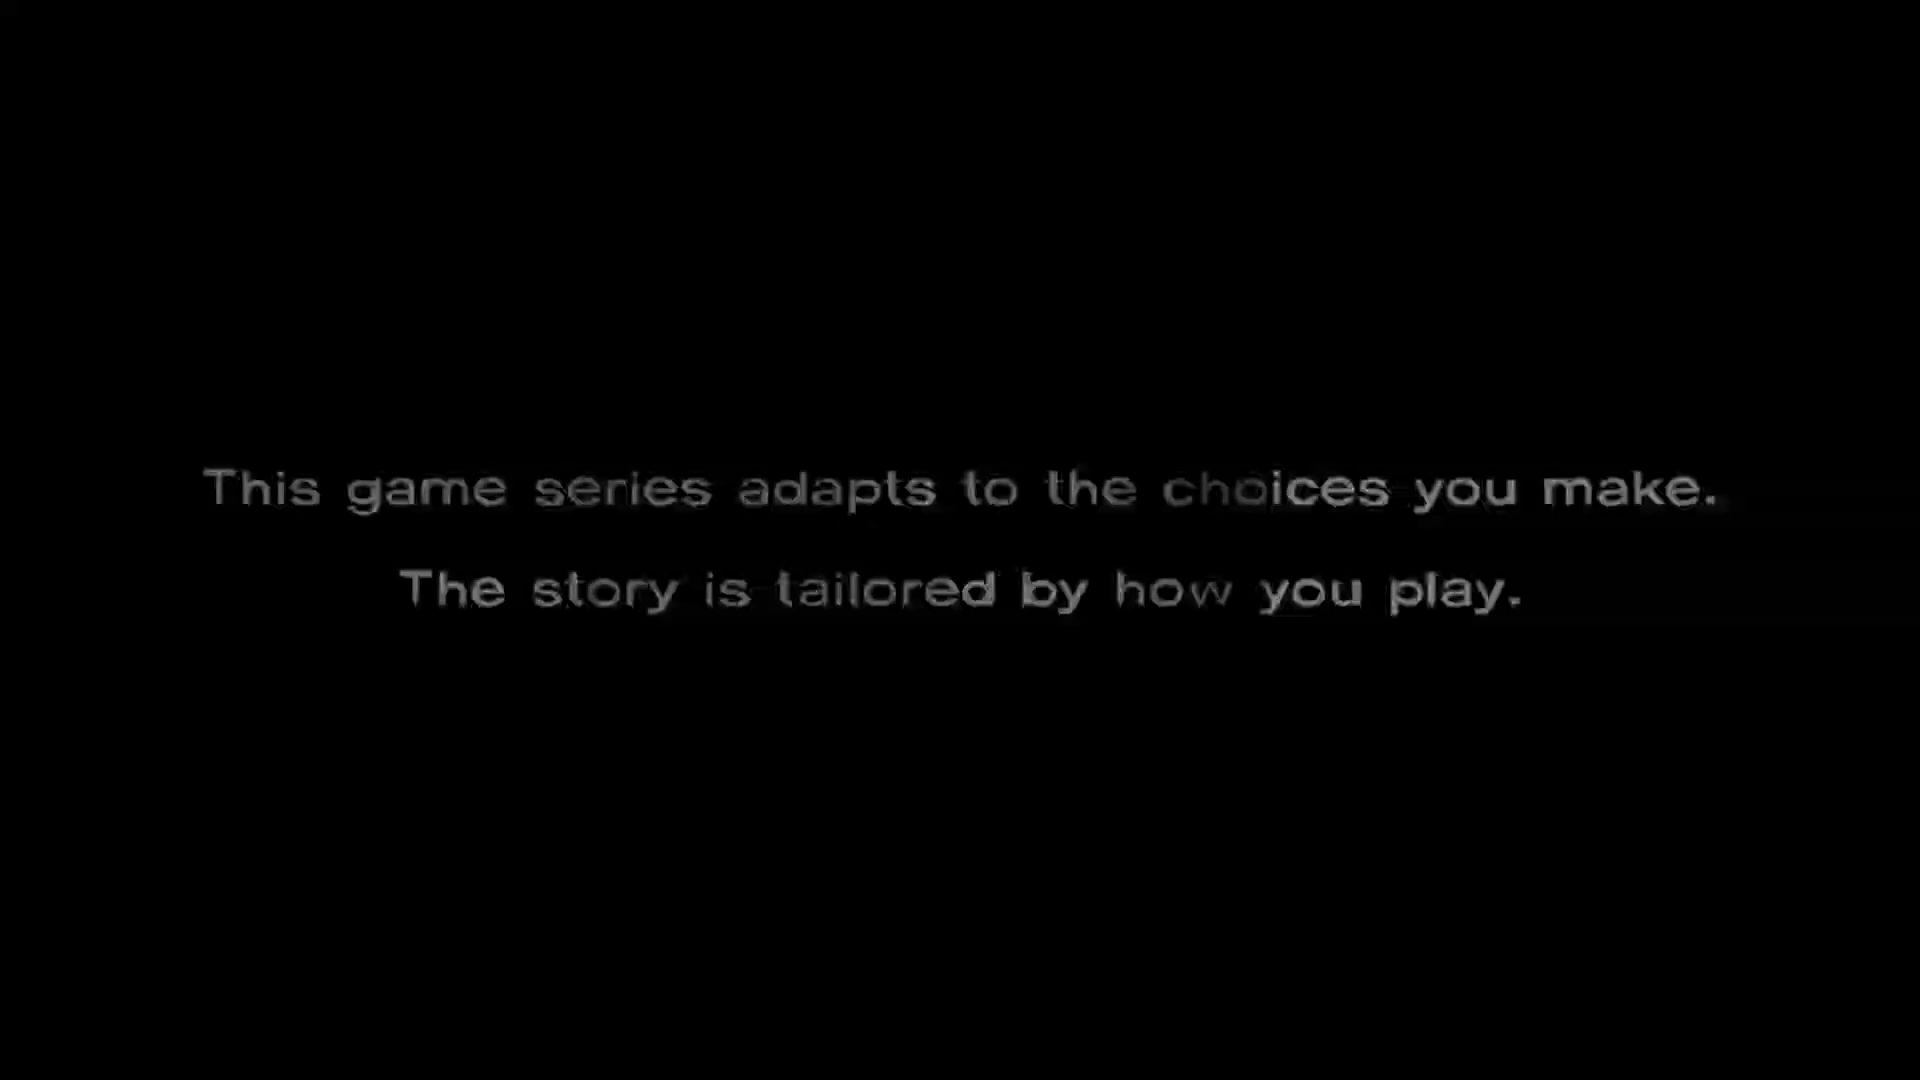 This game series adapts to the choices you make.
The story is tailored by how you play.